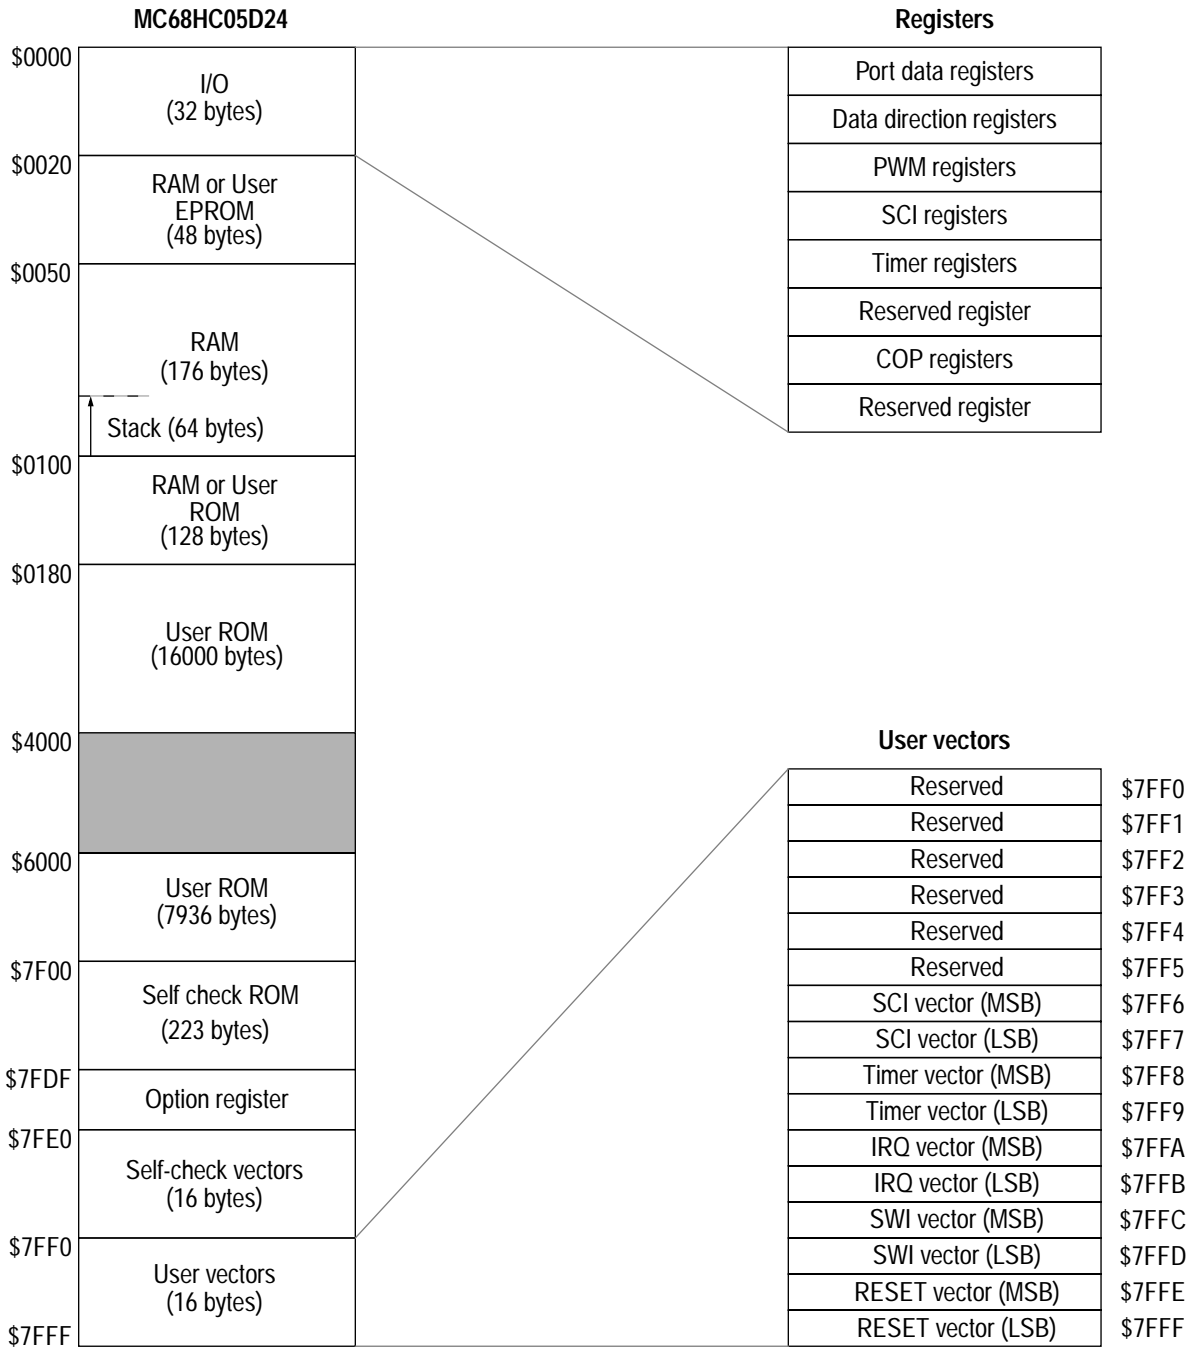 MC68HC05D24
$0000
I/O
(32 bytes)
$0020
RAM or User
EPROM
(48 bytes)
$0050
RAM
(176 bytes)
Stack (64 bytes)
$0100
RAM or User
ROM
(128 bytes)
$0180
User ROM
(16000 bytes)
$4000
$6000
User ROM
(7936 bytes)
$7F00
Self check ROM
(223 bytes)
$7FDF
Option register
$7FE0
Self-check vectors
(16 bytes)
$7FF0
User vectors
(16 bytes)
$7FFF
Registers
Port data registers
Data direction registers
PWM registers
SCI registers
Timer registers
Reserved register
COP registers
Reserved register
User vectors
Reserved $7FF0
Reserved $7FF1
Reserved $7FF2
Reserved $7FF3
Reserved $7FF4
Reserved $7FF5
SCI vector (MSB) $7FF6
SCI vector (LSB) $7FF7
Timer vector (MSB) $7FF8
Timer vector (LSB) $7FF9
IRQ vector (MSB) $7FFA
IRQ vector (LSB) $7FFB
SWI vector (MSB) $7FFC
SWI vector (LSB) $7FFD
RESET vector (MSB) $7FFE
RESET vector (LSB) $7FFF